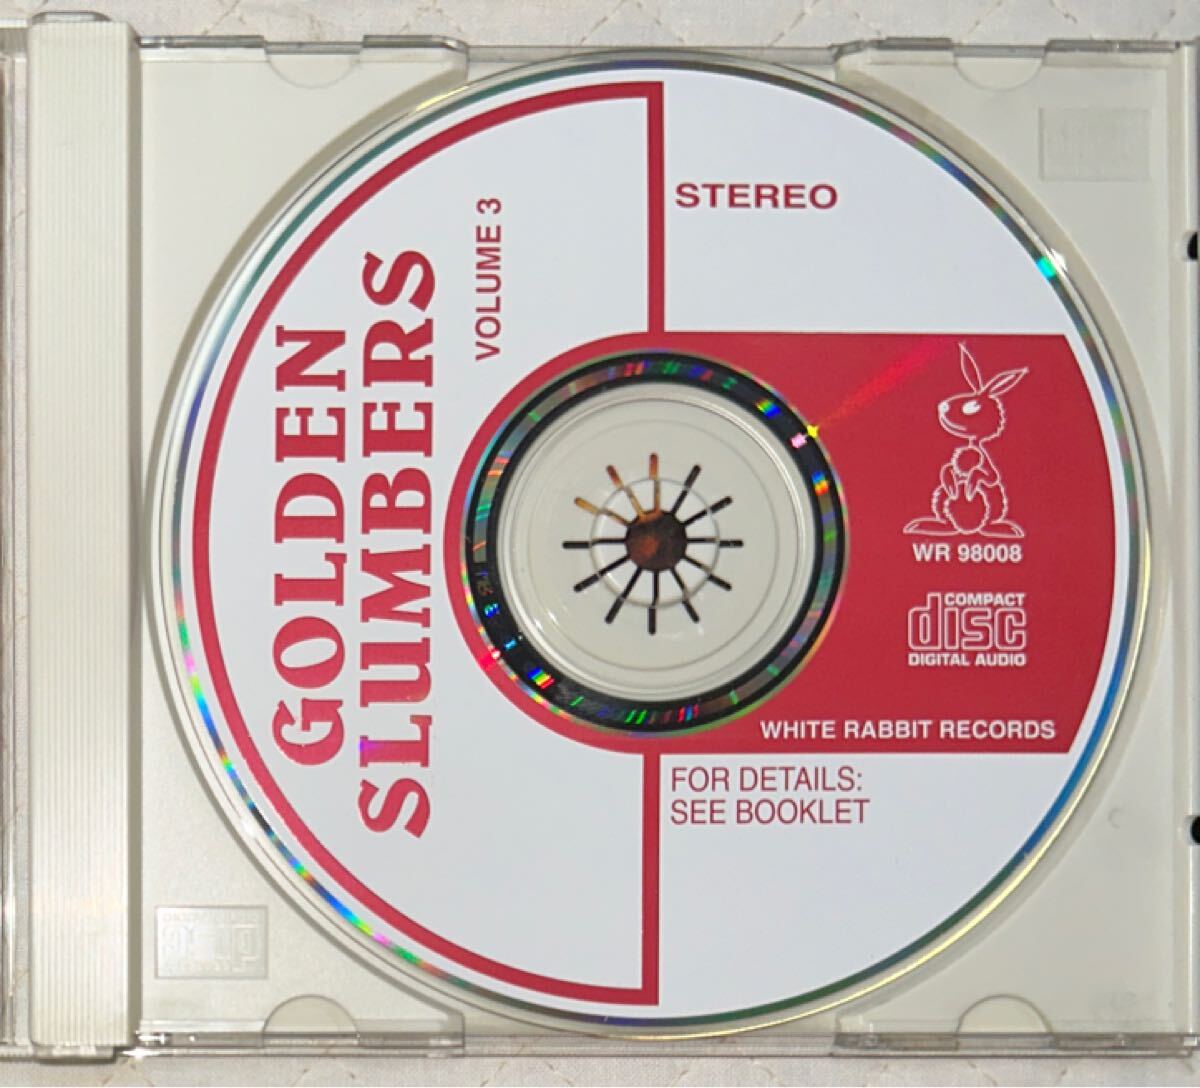 GOLDEN
SLUMBERS
VOLUME 3
STEREO
WR 98008
COMPACT
disc
DIGITAL AUDIO
WHITE RABBIT RECORDS
FOR DETAILS:
SEE BOOKLET